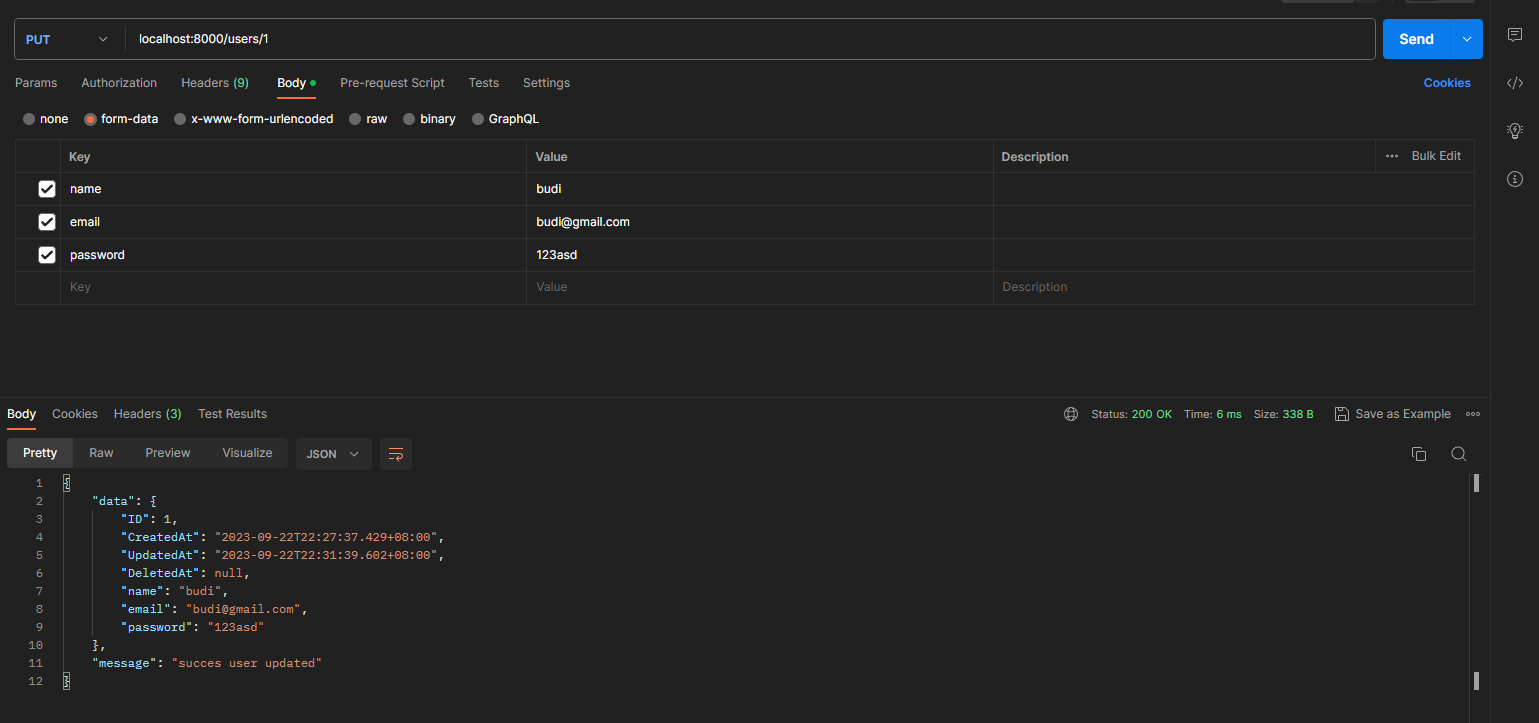 PUT localhost:8000/users/1 Send
Params Authorization Headers (9) Body Pre-request Script Tests Settings Cookies
none form-data x-www-form-urlencoded raw binary GraphQL
Key Value Description ••• Bulk Edit
name budi
email budi@gmail.com
password 123asd
Key Value Description
Body Cookies Headers (3) Test Results Status: 200 OK Time: 6 ms Size: 338 B Save as Example
Pretty Raw Preview Visualize JSON
1 {
2 "data": {
3 "ID": 1,
4 "CreatedAt": "2023-09-22T22:27:37.429+08:00",
5 "UpdatedAt": "2023-09-22T22:31:39.602+08:00",
6 "DeletedAt": null,
7 "name": "budi",
8 "email": "budi@gmail.com",
9 "password": "123asd"
10 },
11 "message": "succes user updated"
12 }